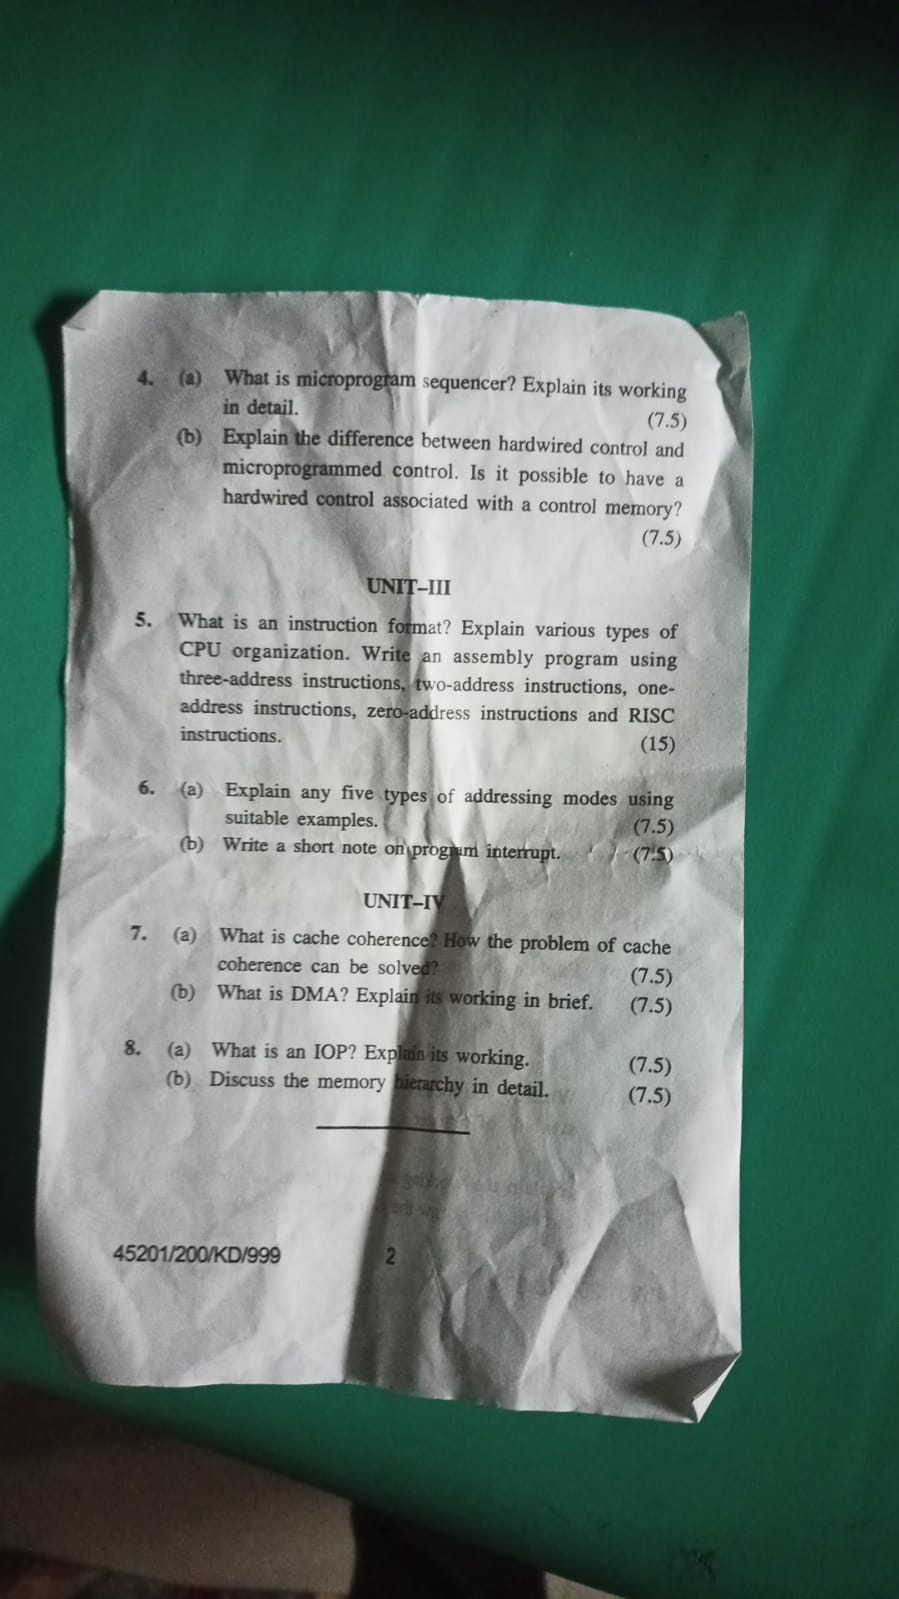 4. (a) What is microprogram sequencer? Explain its working
in detail. (7.5)
(b) Explain the difference between hardwired control and
microprogrammed control. Is it possible to have a
hardwired control associated with a control memory?
(7.5)
UNIT–III
5. What is an instruction format? Explain various types of
CPU organization. Write an assembly program using
three-address instructions, two-address instructions, one-
address instructions, zero-address instructions and RISC
instructions. (15)
6. (a) Explain any five types of addressing modes using
suitable examples. (7.5)
(b) Write a short note on program interrupt. (7.5)
UNIT–IV
7. (a) What is cache coherence? How the problem of cache
coherence can be solved? (7.5)
(b) What is DMA? Explain its working in brief. (7.5)
8. (a) What is an IOP? Explain its working. (7.5)
(b) Discuss the memory hierarchy in detail. (7.5)
45201/200/KD/999 2